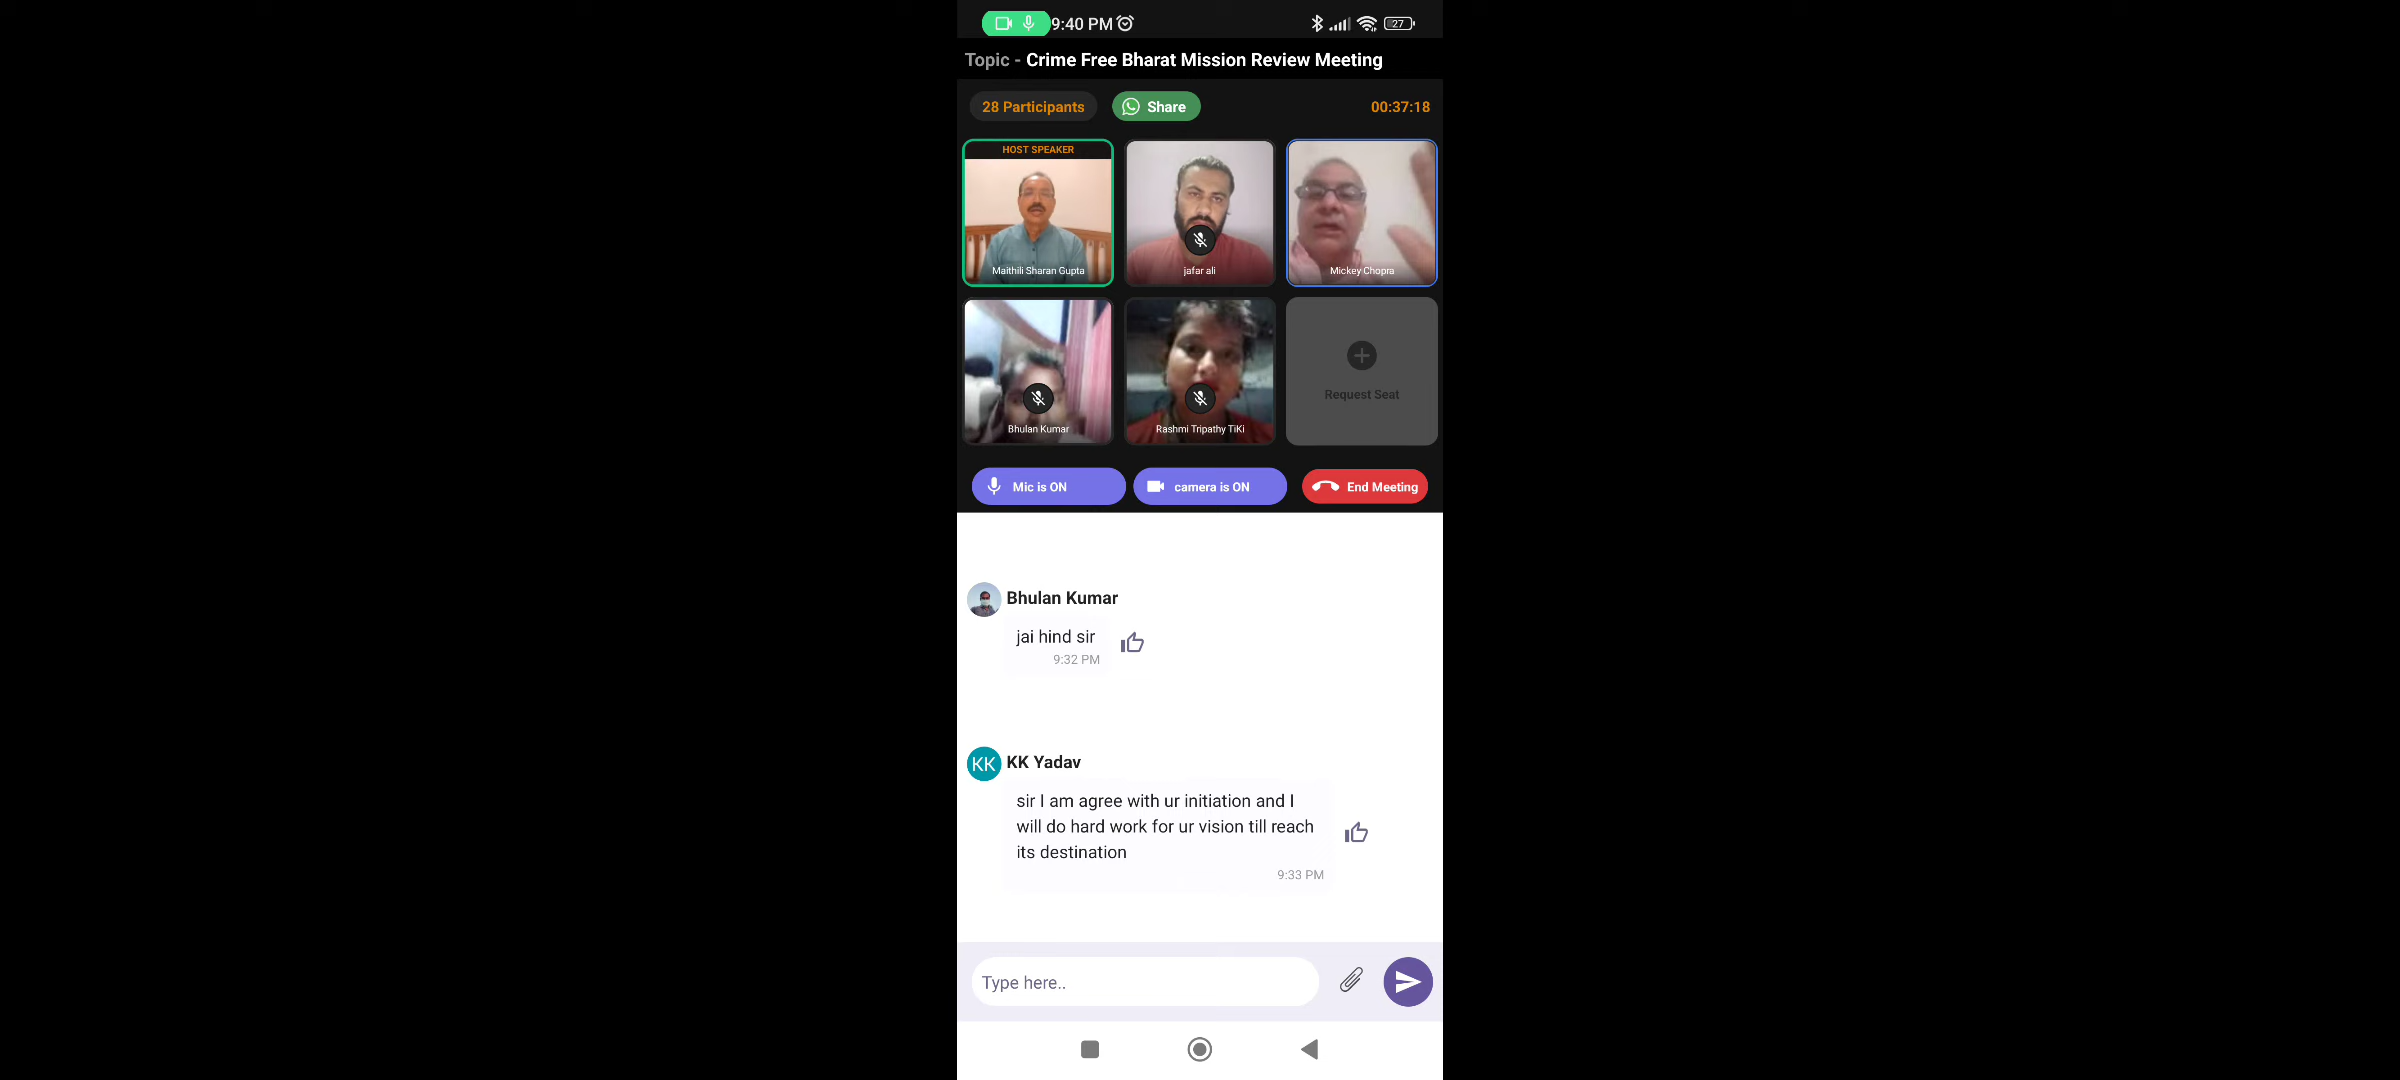 9:40 PM
27
Topic - Crime Free Bharat Mission Review Meeting
28 Participants
Share
00:37:18
HOST SPEAKER
Maithili Sharan Gupta
jafar ali
Mickey Chopra
Bhulan Kumar
Rashmi Tripathy TiKi
Request Seat
Mic is ON
camera is ON
End Meeting
Bhulan Kumar
jai hind sir
9:32 PM
KK
KK Yadav
sir I am agree with ur initiation and I
will do hard work for ur vision till reach
its destination
9:33 PM
Type here..